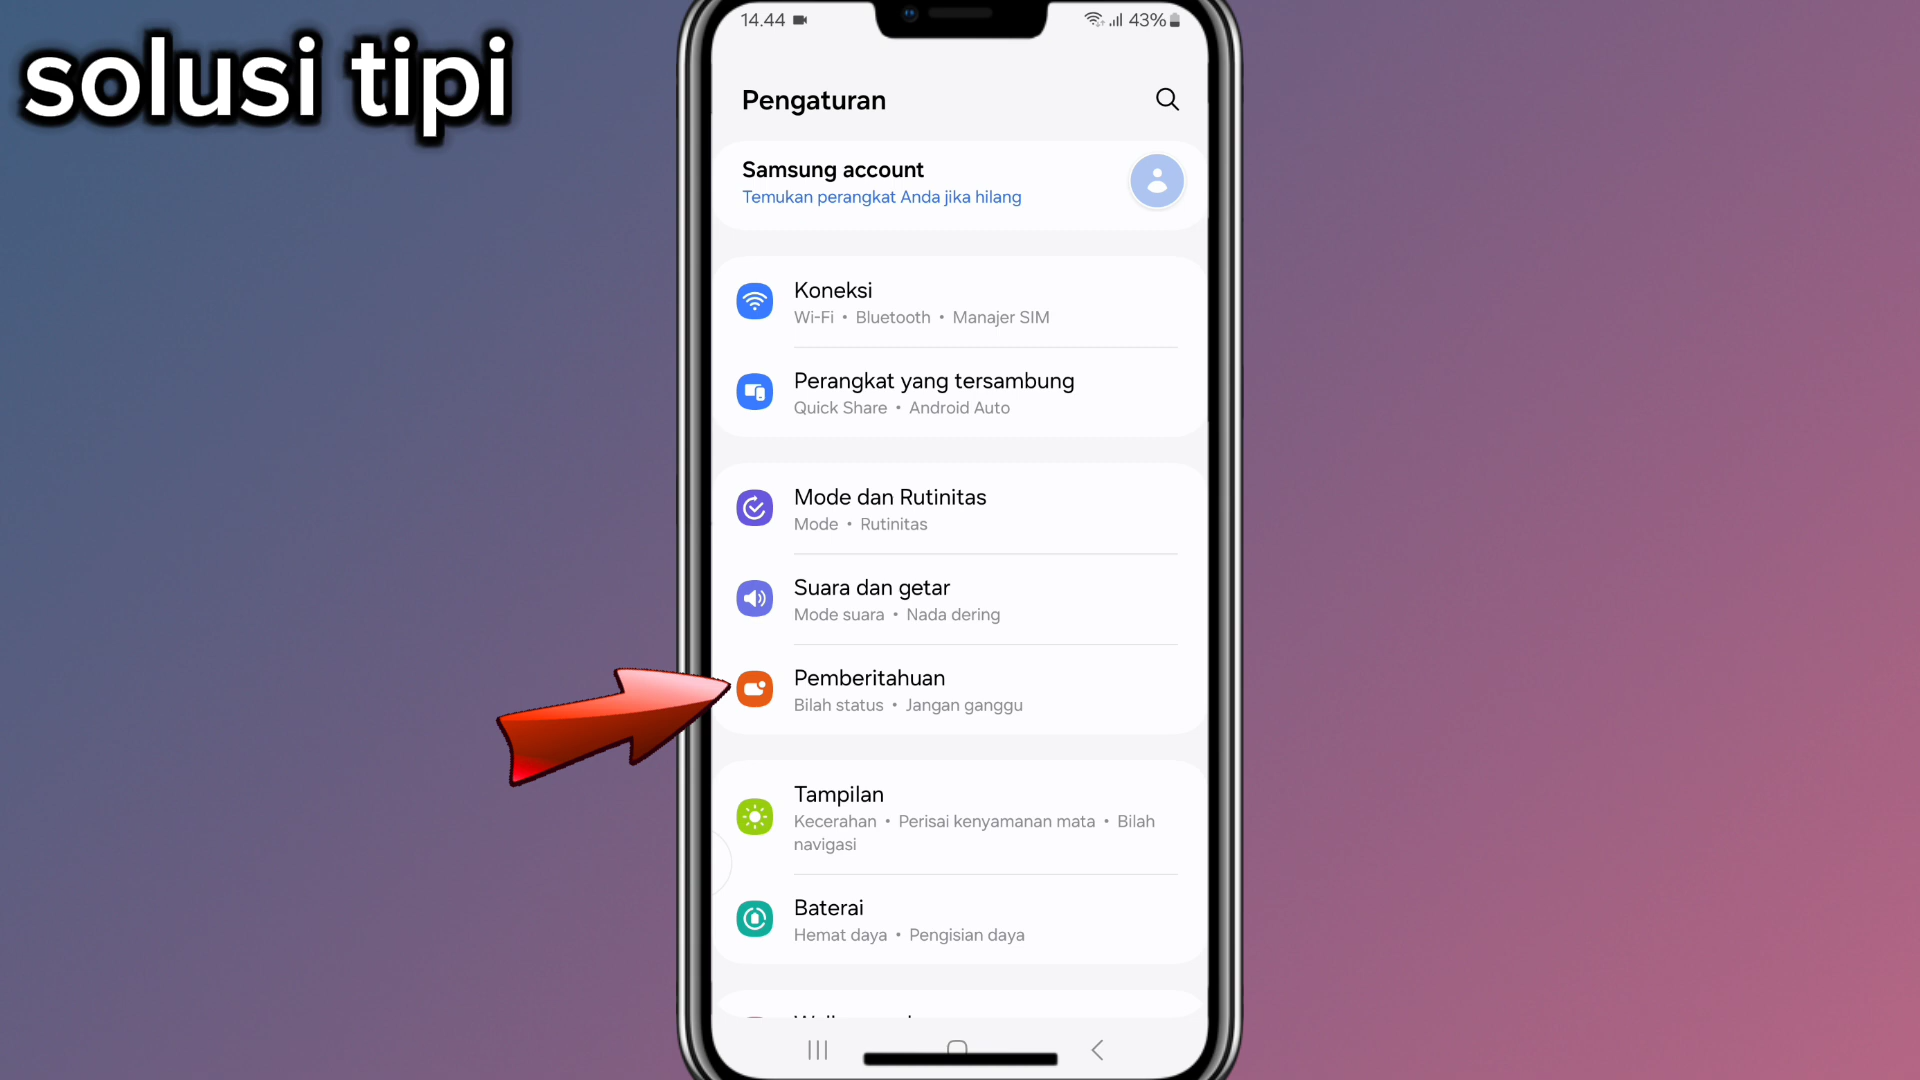 solusi tipi
14.44
43%
Pengaturan
Samsung account
Temukan perangkat Anda jika hilang
Koneksi
Wi-Fi • Bluetooth • Manajer SIM
Perangkat yang tersambung
Quick Share • Android Auto
Mode dan Rutinitas
Mode • Rutinitas
Suara dan getar
Mode suara • Nada dering
Pemberitahuan
Bilah status • Jangan ganggu
Tampilan
Kecerahan • Perisai kenyamanan mata • Bilah
navigasi
Baterai
Hemat daya • Pengisian daya